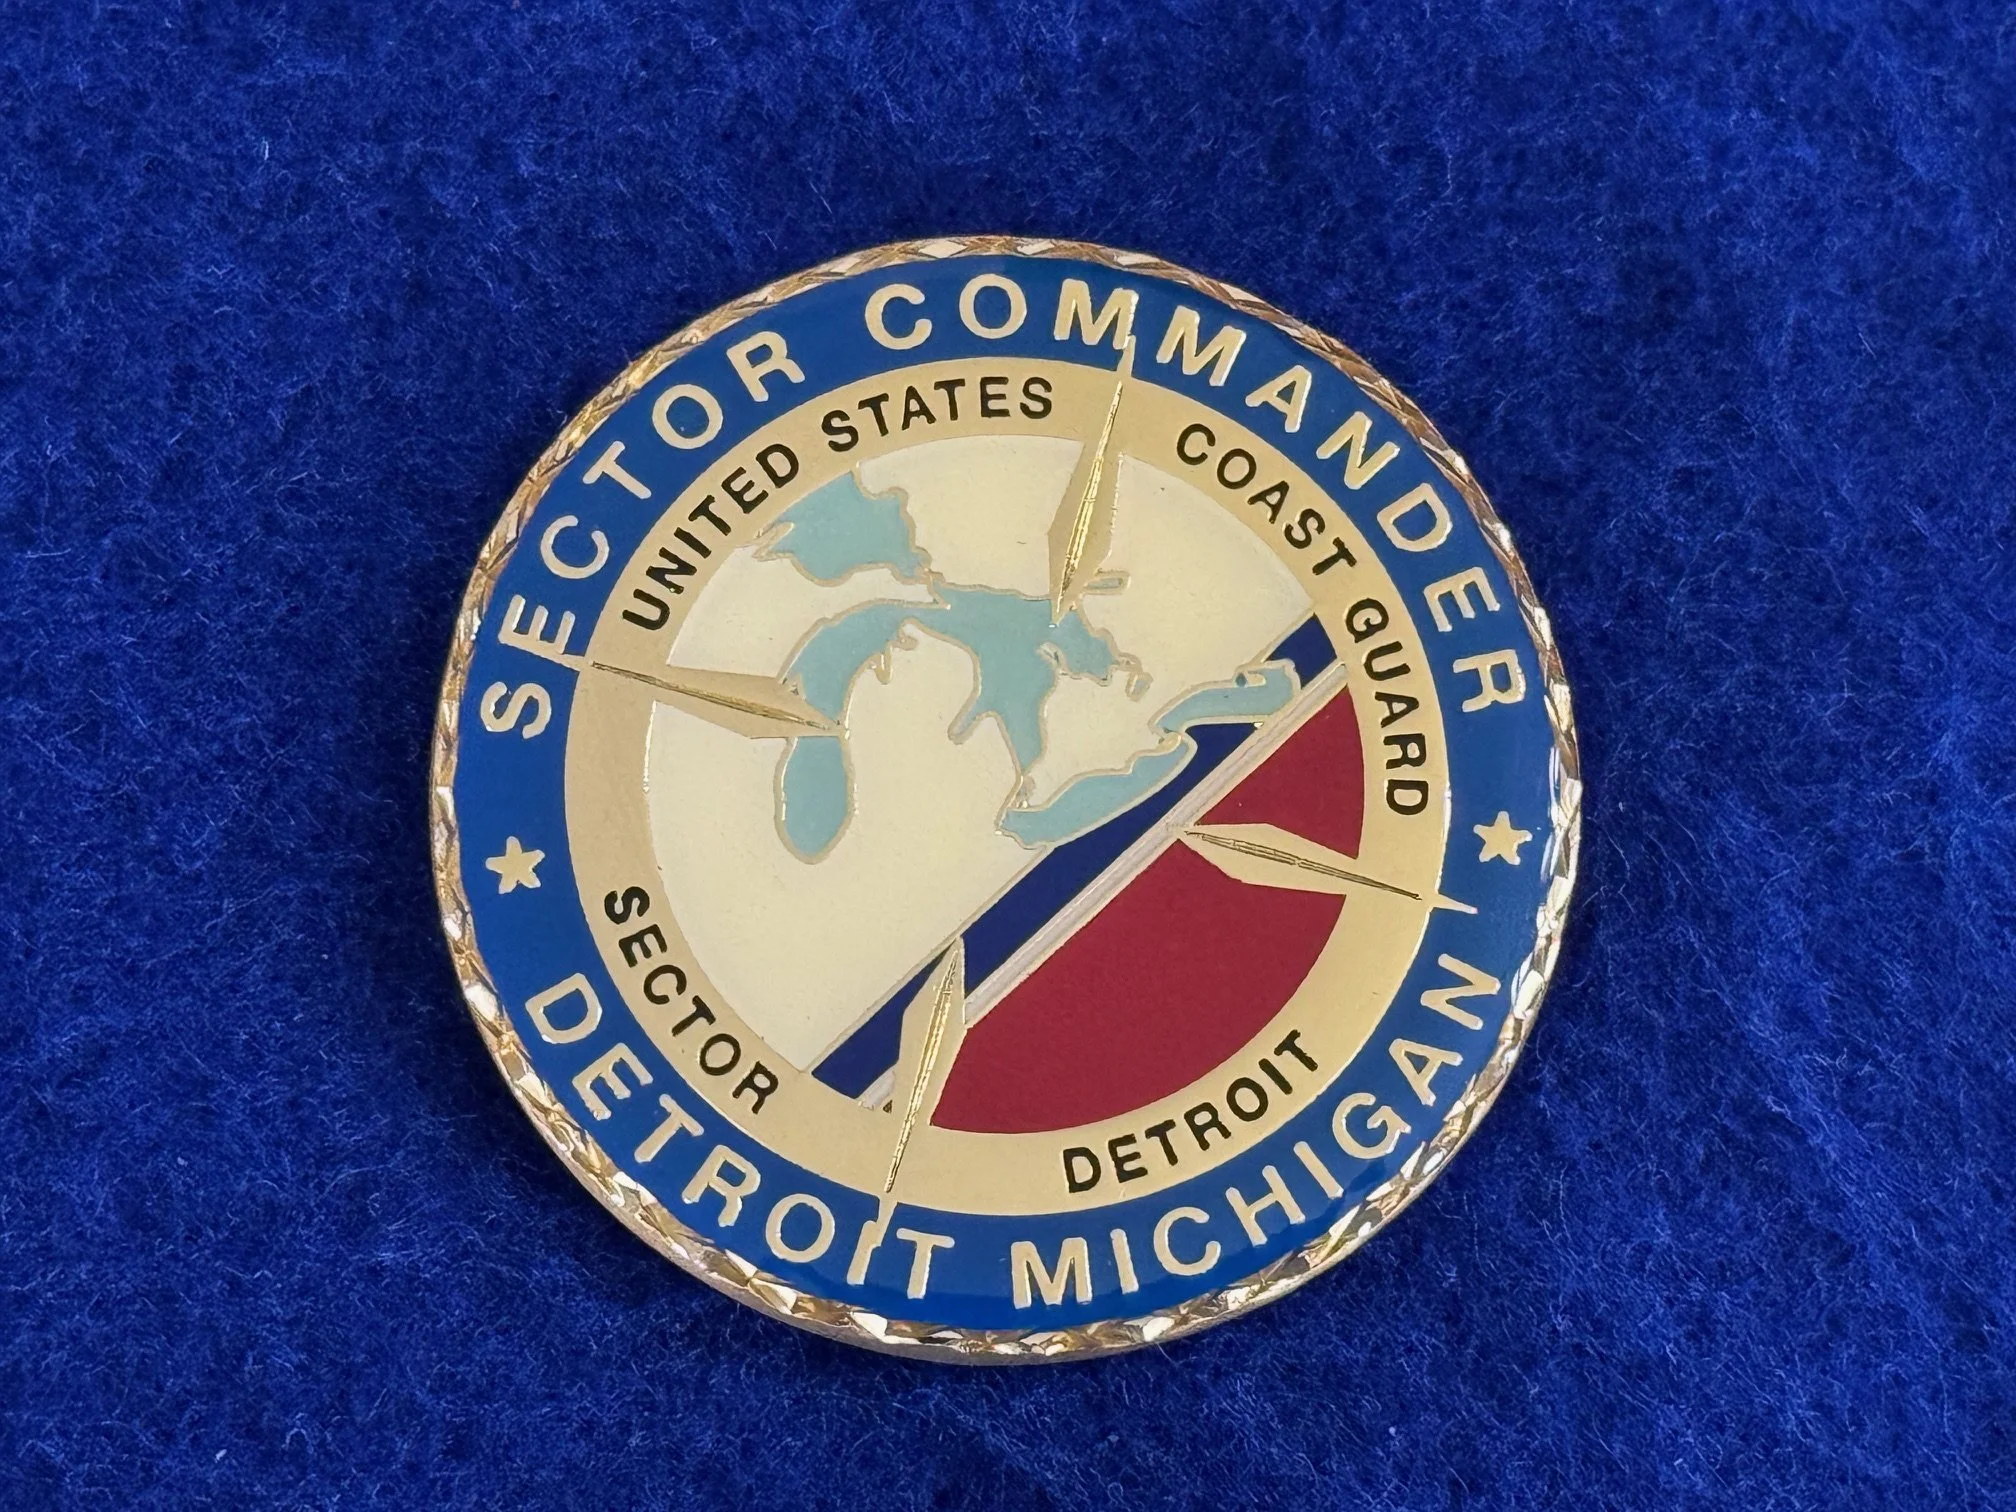 SECTOR COMMANDER
UNITED STATES COAST GUARD
SECTOR DETROIT
★ DETROIT MICHIGAN ★